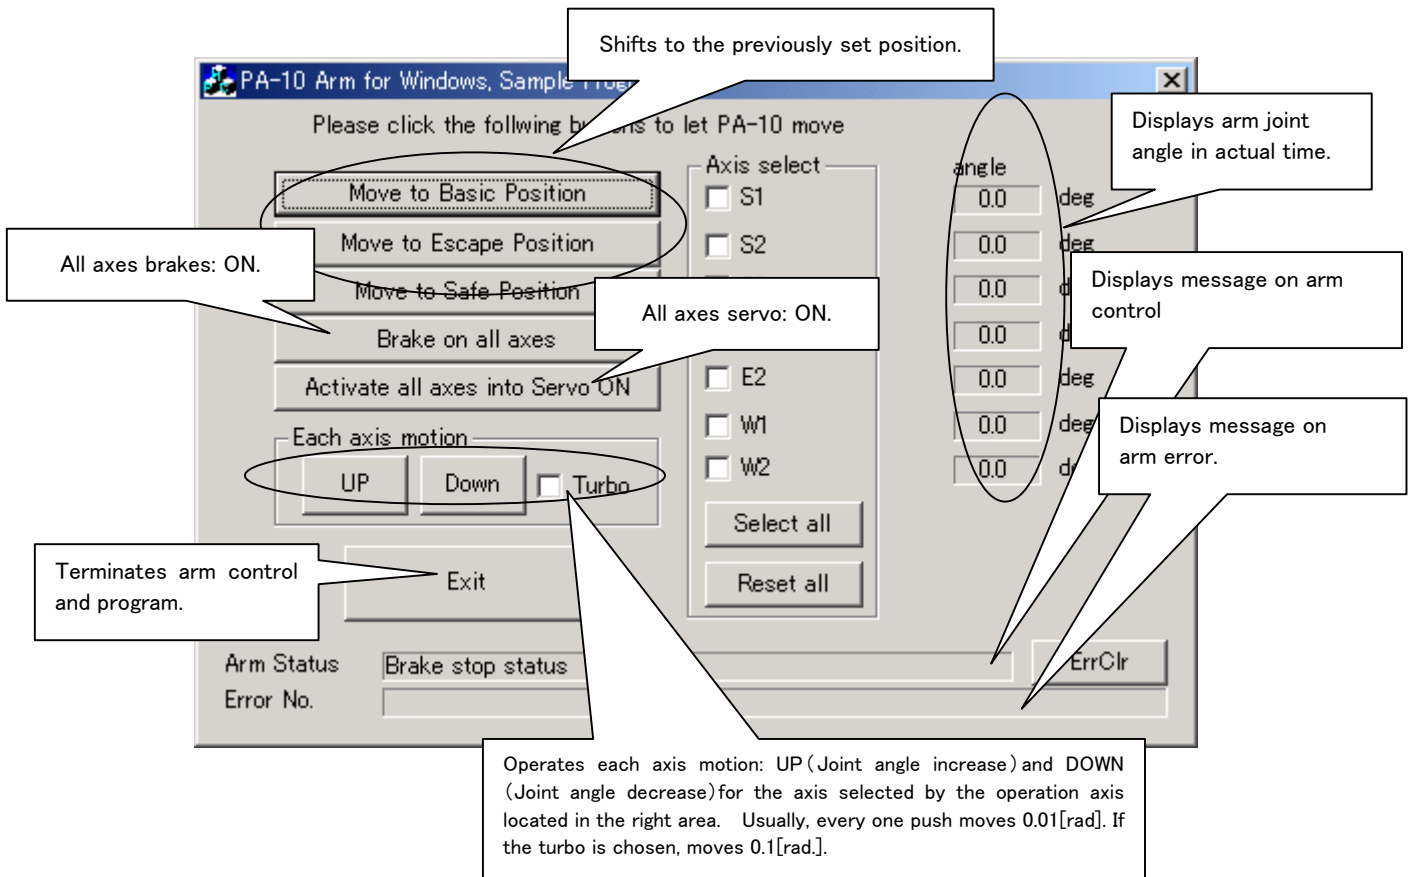 Shifts to the previously set position.
PA-10 Arm for Windows, Sample
Please click the follwing buttons to let PA-10 move
Displays arm joint
angle in actual time.
Axis select
angle
Move to Basic Position
S1
0.0 deg
Move to Escape Position
S2
0.0 deg
All axes brakes: ON.
Move to Safe Position
0.0
Displays message on arm
control
All axes servo: ON.
Brake on all axes
0.0
Activate all axes into Servo ON
E2
0.0 deg
Each axis motion
W1
0.0 deg
Displays message on
arm error.
UP Down Turbo
W2
0.0
Select all
Terminates arm control
and program.
Exit
Reset all
Arm Status Brake stop status
ErrClr
Error No.
Operates each axis motion: UP(Joint angle increase)and DOWN
(Joint angle decrease)for the axis selected by the operation axis
located in the right area. Usually, every one push moves 0.01[rad]. If
the turbo is chosen, moves 0.1[rad.].